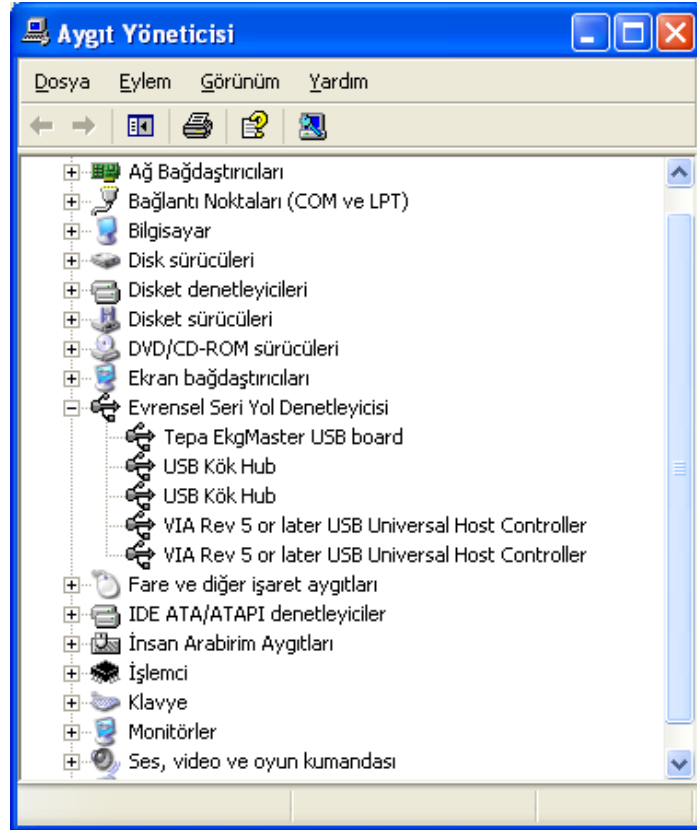 Aygıt Yöneticisi
Dosya Eylem Görünüm Yardım
Ağ Bağdaştırıcıları
Bağlantı Noktaları (COM ve LPT)
Bilgisayar
Disk sürücüleri
Disket denetleyicileri
Disket sürücüleri
DVD/CD-ROM sürücüleri
Ekran bağdaştırıcıları
Evrensel Seri Yol Denetleyicisi
Tepa EkgMaster USB board
USB Kök Hub
USB Kök Hub
VIA Rev 5 or later USB Universal Host Controller
VIA Rev 5 or later USB Universal Host Controller
Fare ve diğer işaret aygıtları
IDE ATA/ATAPI denetleyiciler
İnsan Arabirim Aygıtları
İşlemci
Klavye
Monitörler
Ses, video ve oyun kumandası